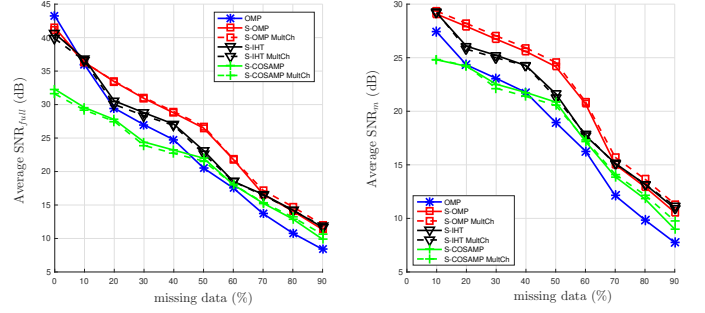 45
40
35
30
25
20
15
10
5
0 10 20 30 40 50 60 70 80 90
missing data (%)
Average SNR_full (dB)
OMP
S-OMP
S-OMP MultCh
S-IHT
S-IHT MultCh
S-COSAMP
S-COSAMP MultCh
30
25
20
15
10
5
0 10 20 30 40 50 60 70 80 90
missing data (%)
Average SNR_m (dB)
OMP
S-OMP
S-OMP MultCh
S-IHT
S-IHT MultCh
S-COSAMP
S-COSAMP MultCh